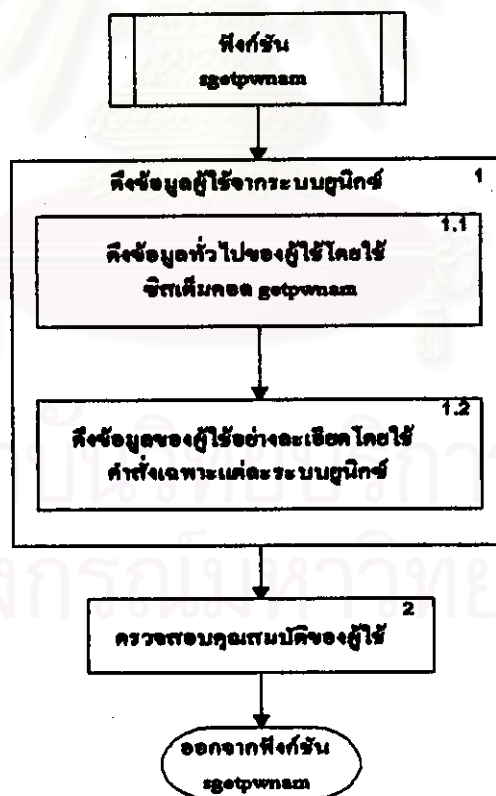 ฟังก์ชัน
sgetpwnam
ดึงข้อมูลผู้ใช้จากระบบยูนิกซ์
1
1.1
ดึงข้อมูลทั่วไปของผู้ใช้โดยใช้
ซิสเต็มคอล getpwnam
1.2
ดึงข้อมูลของผู้ใช้อย่างละเอียดโดยใช้
คำสั่งเฉพาะแต่ละระบบยูนิกซ์
2
ตรวจสอบคุณสมบัติของผู้ใช้
ออกจากฟังก์ชัน
sgetpwnam